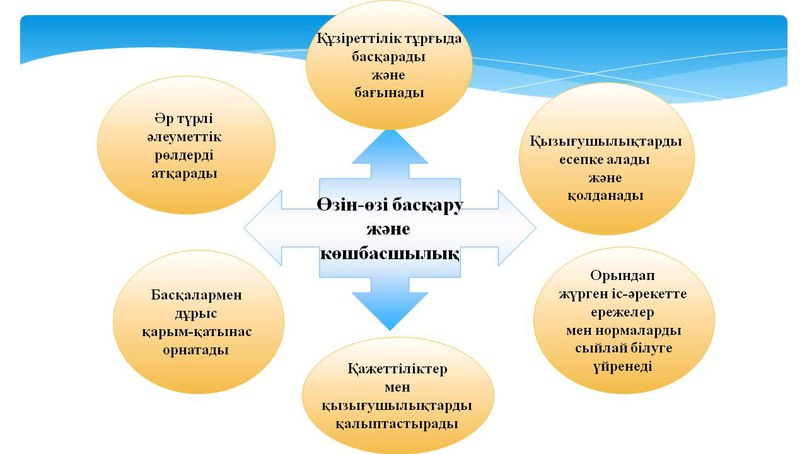 Құзіреттілік тұрғыда
басқарады
және
бағынады
Әр түрлі
әлеуметтік
рөлдерді
атқарады
Қызығушылықтарды
есепке алады
және
қолданады
Өзін-өзі басқару
және
көшбасшылық
Басқалармен
дұрыс
қарым-қатынас
орнатады
Орындап
жүрген іс-әрекетте
ережелер
мен нормаларды
сыйлай білуге
үйренеді
Қажеттіліктер
мен
қызығушылықтарды
қалыптастырады